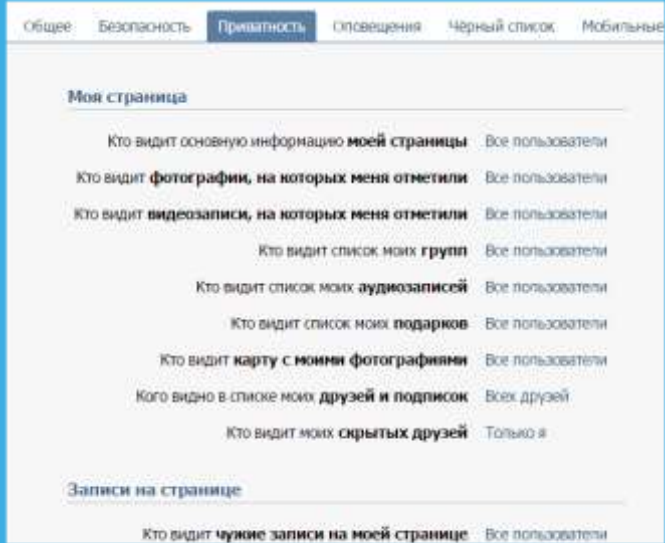 Общее Безопасность Приватность Оповещения Чёрный список Мобильные
Моя страница
Кто видит основную информацию моей страницы Все пользователи
Кто видит фотографии, на которых меня отметили Все пользователи
Кто видит видеозаписи, на которых меня отметили Все пользователи
Кто видит список моих групп Все пользователи
Кто видит список моих аудиозаписей Все пользователи
Кто видит список моих подарков Все пользователи
Кто видит карту с моими фотографиями Все пользователи
Кого видно в списке моих друзей и подписок Всех друзей
Кто видит моих скрытых друзей Только я
Записи на странице
Кто видит чужие записи на моей странице Все пользователи